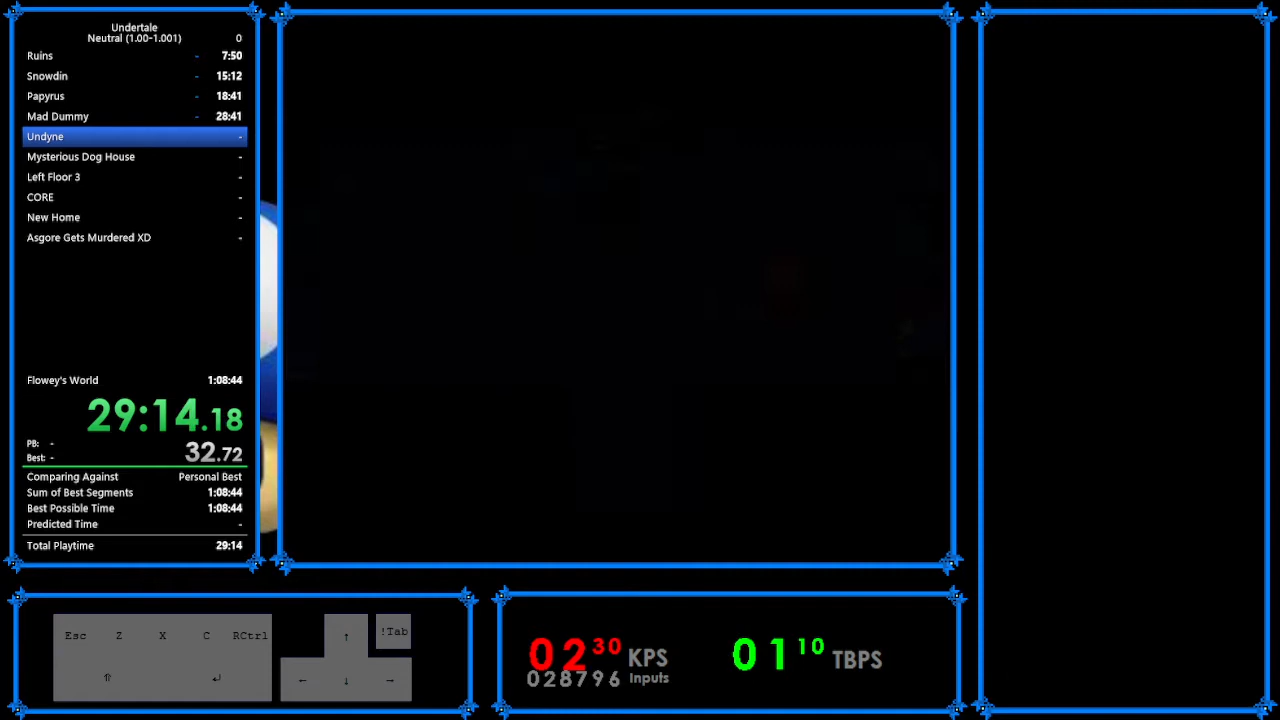 Undertale
Neutral (1.00-1.001) 0
Ruins - 7:50
Snowdin - 15:12
Papyrus - 18:41
Mad Dummy - 28:41
Undyne -
Mysterious Dog House -
Left Floor 3 -
CORE -
New Home -
Asgore Gets Murdered XD -
Flowey's World 1:08:44
29:14.18
PB: -
Best: - 32.72
Comparing Against Personal Best
Sum of Best Segments 1:08:44
Best Possible Time 1:08:44
Predicted Time -
Total Playtime 29:14
Esc Z X C RCtrl ↑ !Tab
⇧ ↵ ← ↓ →
02 30 KPS 01 10 TBPS
028796 Inputs